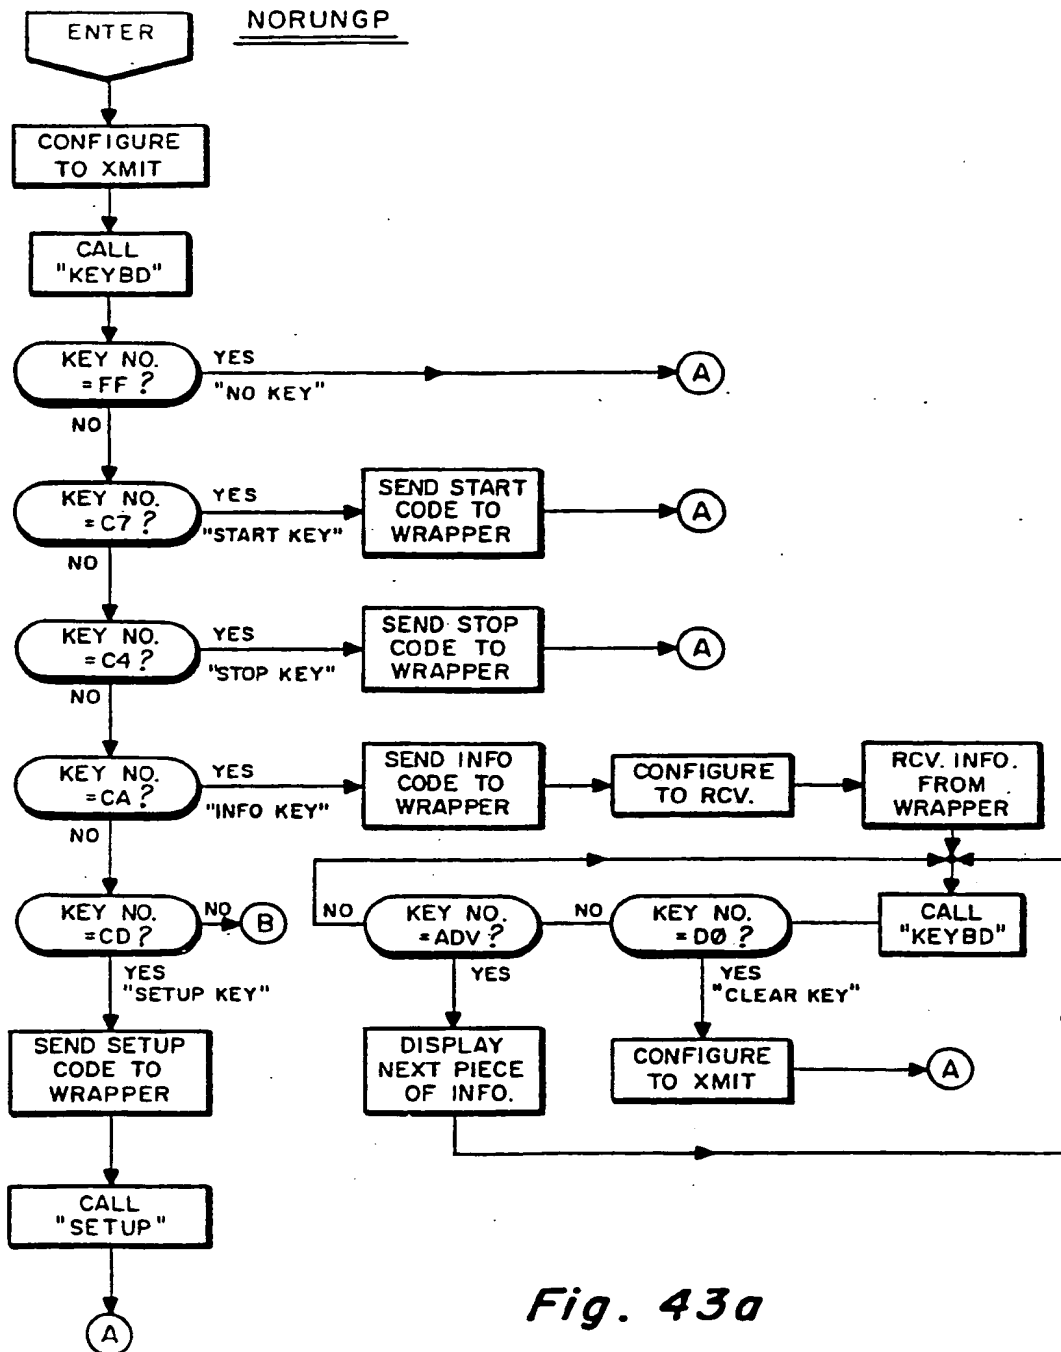 ENTER
NORUNGP
CONFIGURE
TO XMIT
CALL
"KEYBD"
KEY NO.
=FF?
YES
"NO KEY"
A
NO
KEY NO.
=C7?
YES
"START KEY"
SEND START
CODE TO
WRAPPER
A
NO
KEY NO.
=C4?
YES
"STOP KEY"
SEND STOP
CODE TO
WRAPPER
A
NO
KEY NO.
=CA?
YES
"INFO KEY"
SEND INFO
CODE TO
WRAPPER
CONFIGURE
TO RCV.
RCV. INFO.
FROM
WRAPPER
NO
KEY NO.
=CD?
NO
B
NO
KEY NO.
=ADV?
NO
KEY NO.
=DØ?
CALL
"KEYBD"
YES
"SETUP KEY"
YES
YES
"CLEAR KEY"
SEND SETUP
CODE TO
WRAPPER
DISPLAY
NEXT PIECE
OF INFO.
CONFIGURE
TO XMIT
A
CALL
"SETUP"
A
Fig. 43a